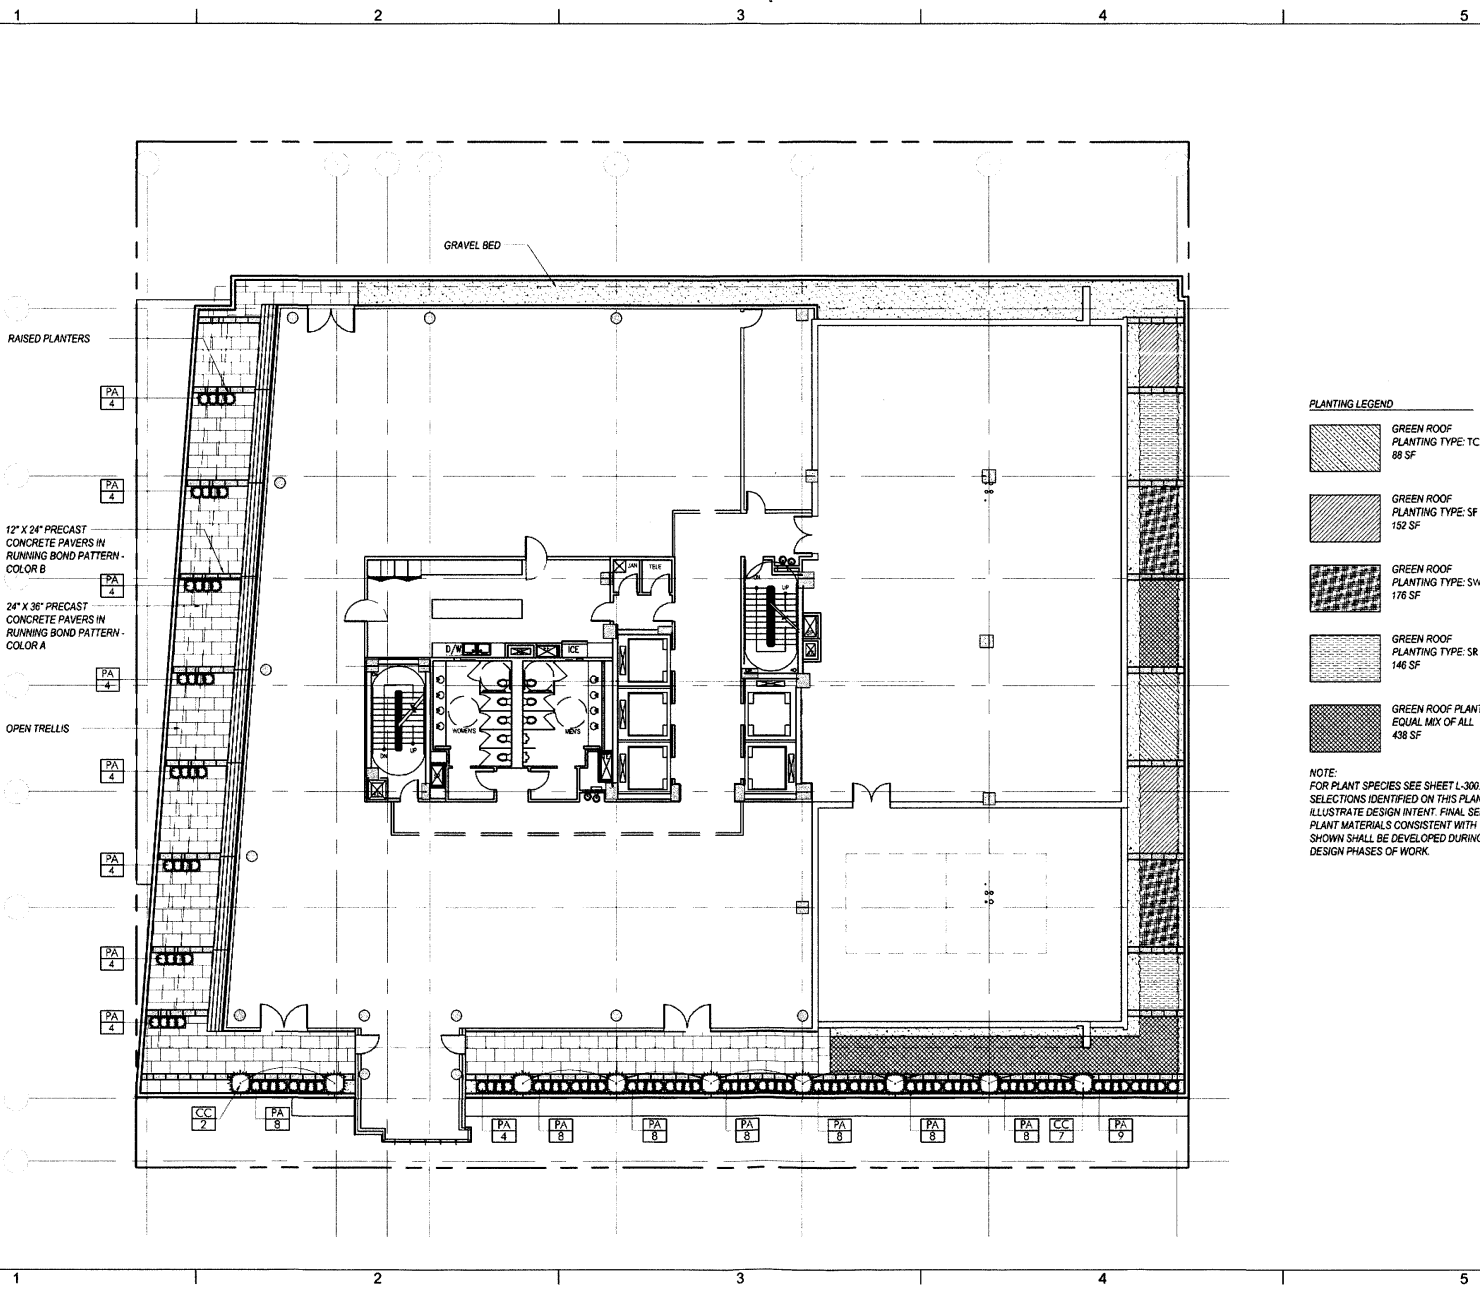 1 2 3 4 5
GRAVEL BED
RAISED PLANTERS
PA
4
PA
4
12" X 24" PRECAST
CONCRETE PAVERS IN
RUNNING BOND PATTERN -
COLOR B
PA
4
24" X 36" PRECAST
CONCRETE PAVERS IN
RUNNING BOND PATTERN -
COLOR A
PA
4
OPEN TRELLIS
PA
4
PA
4
PA
4
PA
4
JAN
TELE
DN
UP
D/W
ICE
WOMEN'S
MEN'S
DN
UP
CC
2
PA
8
PA
4
PA
8
PA
8
PA
8
PA
8
PA
8
PA
8
CC
7
PA
9
PLANTING LEGEND
GREEN ROOF
PLANTING TYPE: TC
88 SF
GREEN ROOF
PLANTING TYPE: SF
152 SF
GREEN ROOF
PLANTING TYPE: SW
176 SF
GREEN ROOF
PLANTING TYPE: SR
146 SF
GREEN ROOF PLANT
EQUAL MIX OF ALL
438 SF
NOTE:
FOR PLANT SPECIES SEE SHEET L-300.
SELECTIONS IDENTIFIED ON THIS PLAN
ILLUSTRATE DESIGN INTENT. FINAL SE
PLANT MATERIALS CONSISTENT WITH
SHOWN SHALL BE DEVELOPED DURING
DESIGN PHASES OF WORK.
1 2 3 4 5